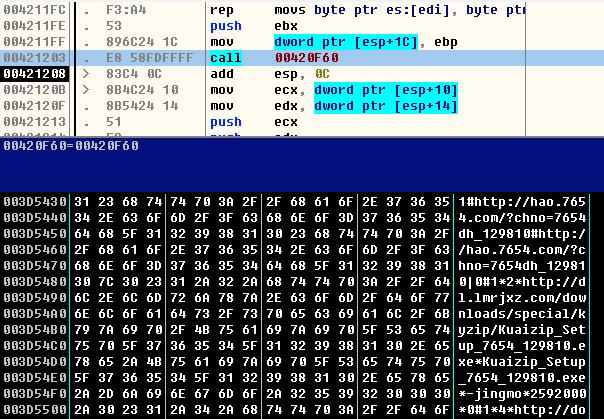 004211FC . F3:A4 rep movs byte ptr es:[edi], byte pt
004211FE . 53 push ebx
004211FF . 896C24 1C mov dword ptr [esp+1C], ebp
00421203 . E8 58FDFFFF call 00420F60
00421208 > 83C4 0C add esp, 0C
0042120B > 8B4C24 10 mov ecx, dword ptr [esp+10]
0042120F . 8B5424 14 mov edx, dword ptr [esp+14]
00421213 . 51 push ecx
00420F60=00420F60
003D5430 31 23 68 74 74 70 3A 2F 2F 68 61 6F 2E 37 36 35 1#http://hao.765
003D5440 34 2E 63 6F 6D 2F 3F 63 68 6E 6F 3D 37 36 35 34 4.com/?chno=7654
003D5450 64 68 5F 31 32 39 38 31 30 23 68 74 74 70 3A 2F dh_129810#http:/
003D5460 2F 68 61 6F 2E 37 36 35 34 2E 63 6F 6D 2F 3F 63 /hao.7654.com/?c
003D5470 68 6E 6F 3D 37 36 35 34 64 68 5F 31 32 39 38 31 hno=7654dh_12981
003D5480 30 7C 30 23 31 2A 32 2A 68 74 74 70 3A 2F 2F 64 0|0#1*2*http://d
003D5490 6C 2E 6C 6D 72 6A 78 7A 2E 63 6F 6D 2F 64 6F 77 l.lmrjxz.com/dow
003D54A0 6E 6C 6F 61 64 73 2F 73 70 65 63 69 61 6C 2F 6B nloads/special/k
003D54B0 79 7A 69 70 2F 4B 75 61 69 7A 69 70 5F 53 65 74 yzip/Kuaizip_Set
003D54C0 75 70 5F 37 36 35 34 5F 31 32 39 38 31 30 2E 65 up_7654_129810.e
003D54D0 78 65 2A 4B 75 61 69 7A 69 70 5F 53 65 74 75 70 xe*Kuaizip_Setup
003D54E0 5F 37 36 35 34 5F 31 32 39 38 31 30 2E 65 78 65 _7654_129810.exe
003D54F0 2A 2D 6A 69 6E 67 6D 6F 2A 32 35 39 32 30 30 30 *-jingmo*2592000
003D5500 2A 30 23 31 2A 34 2A 68 74 74 70 3A 2F 2F 64 6F *0#1*4*http://do